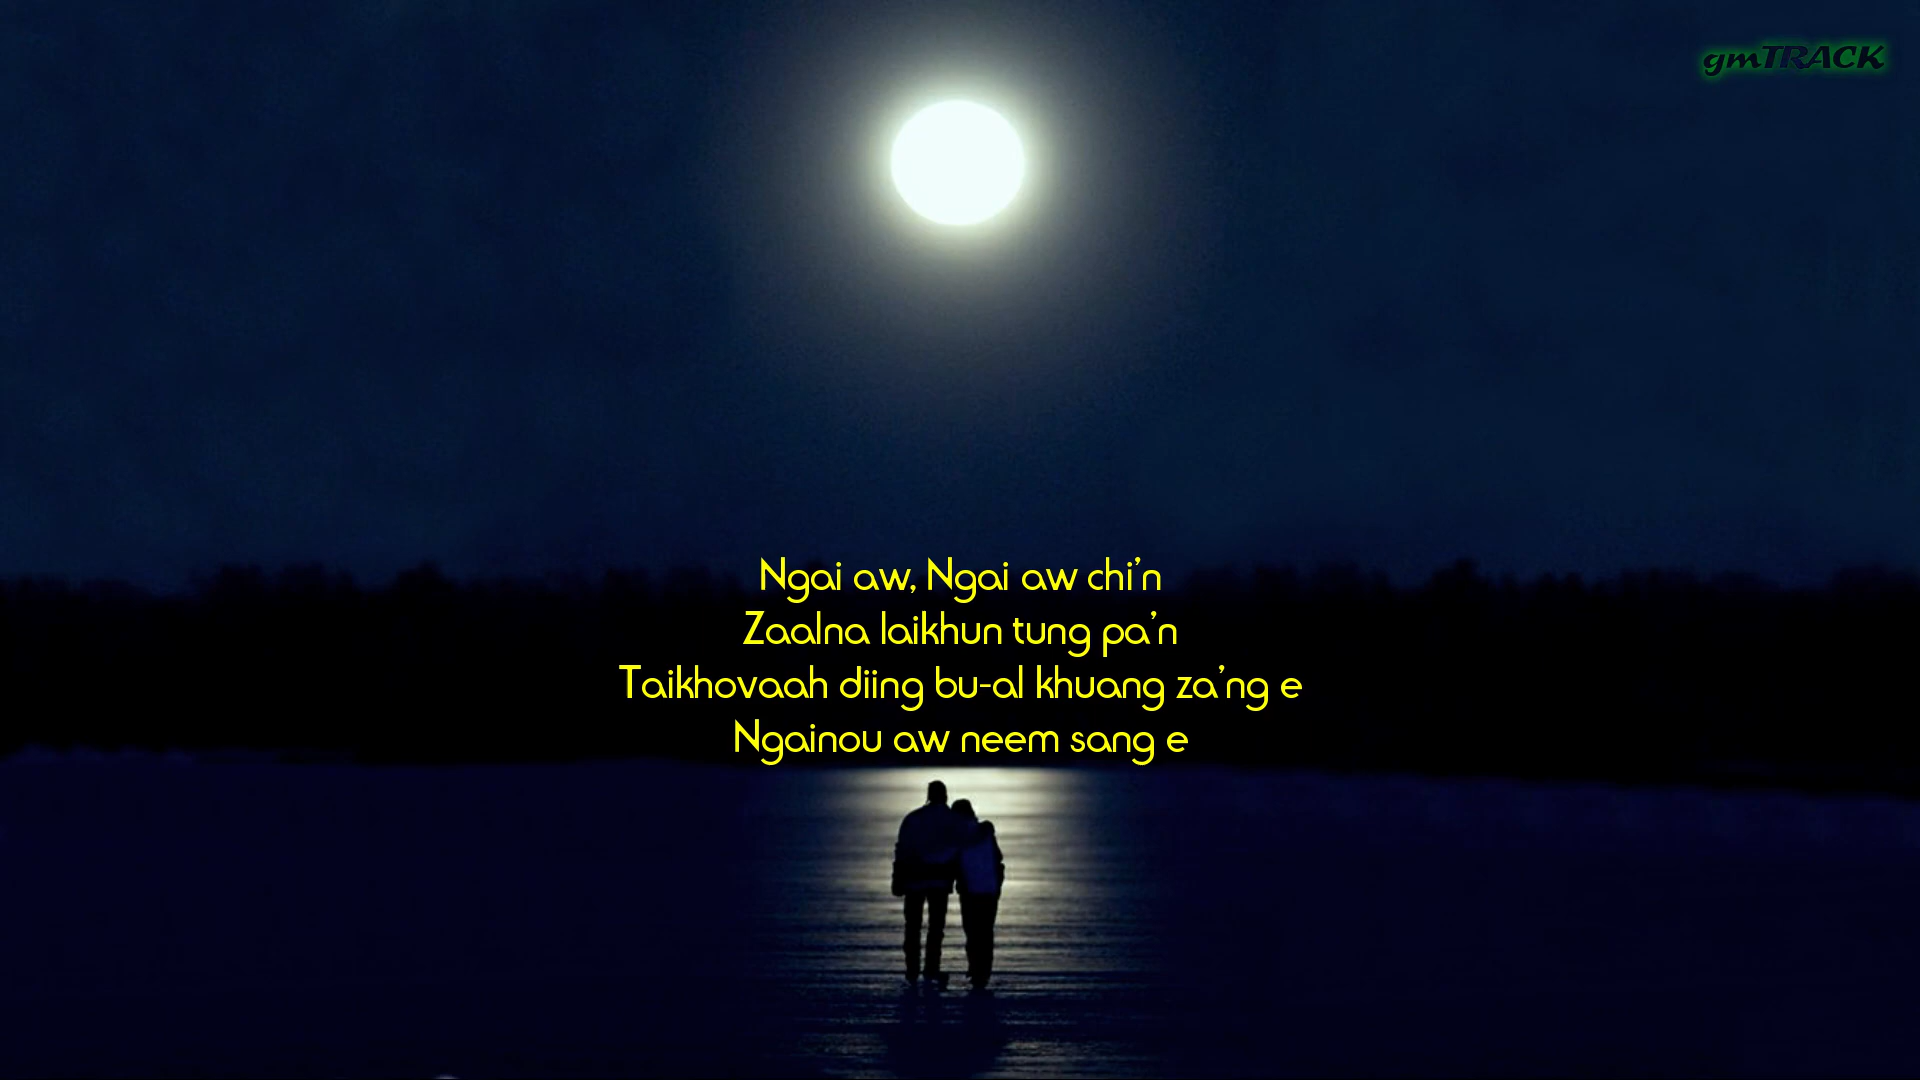 gmTRACK
Ngai aw, Ngai aw chi'n
Zaalna laikhun tung pa'n
Taikhovaah diing bu-al khuang za'ng e
Ngainou aw neem sang e